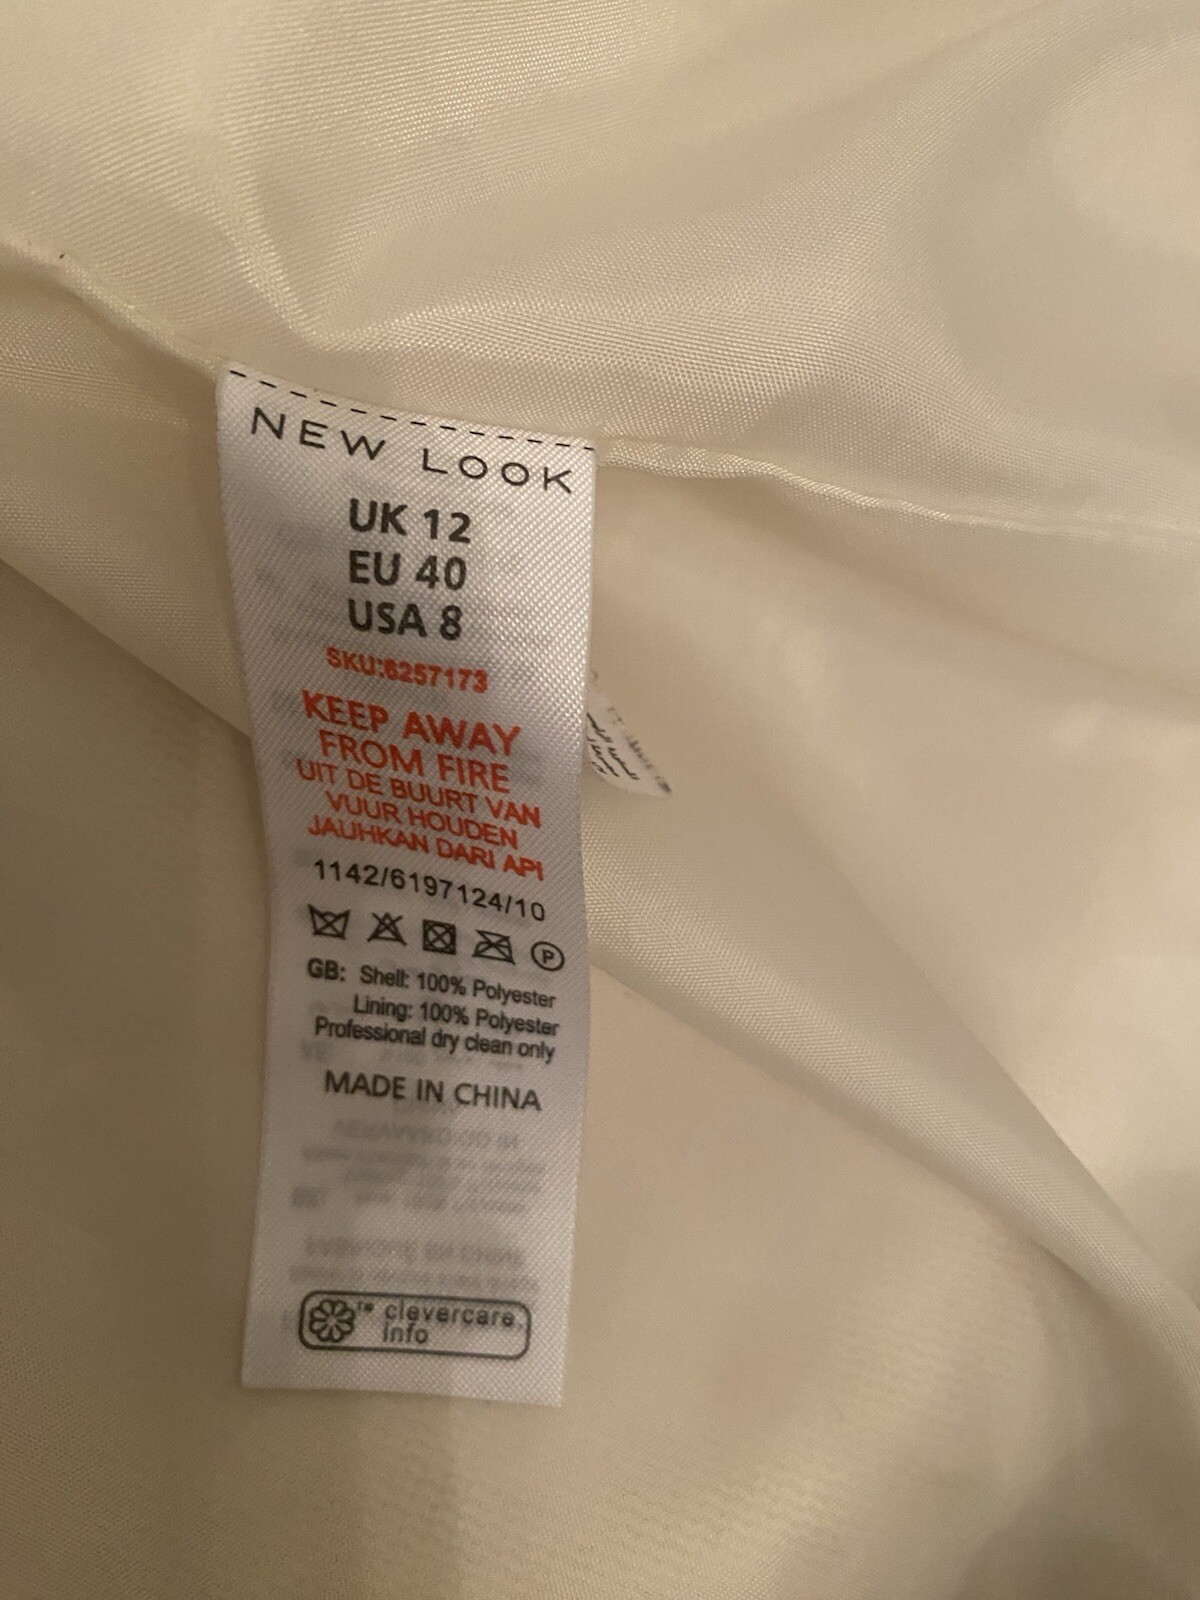 NEW LOOK
UK 12
EU 40
USA 8
SKU:6257173
KEEP AWAY
FROM FIRE
UIT DE BUURT VAN
VUUR HOUDEN
JAUHKAN DARI API
1142/6197124/10
P
GB: Shell: 100% Polyester
Lining: 100% Polyester
Professional dry clean only
MADE IN CHINA
™ clevercare.
info